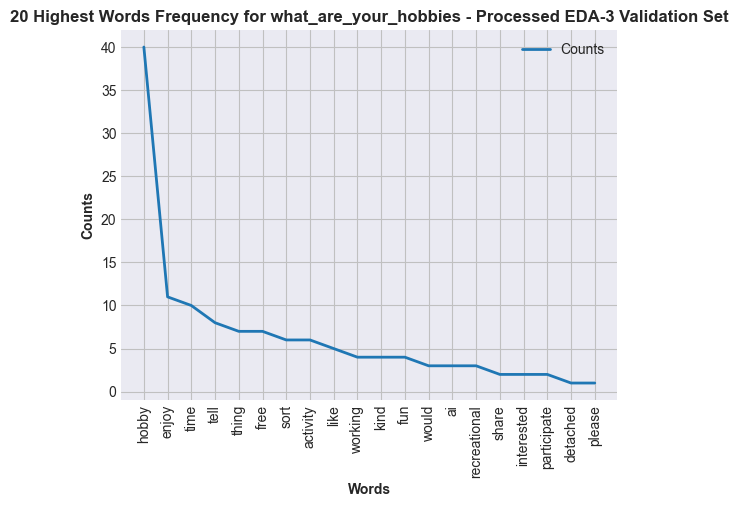 20 Highest Words Frequency for what_are_your_hobbies - Processed EDA-3 Validation Set
Counts
40
35
30
25
20
15
10
5
0
Counts
hobby
enjoy
time
tell
thing
free
sort
activity
like
working
kind
fun
would
ai
recreational
share
interested
participate
detached
please
Words